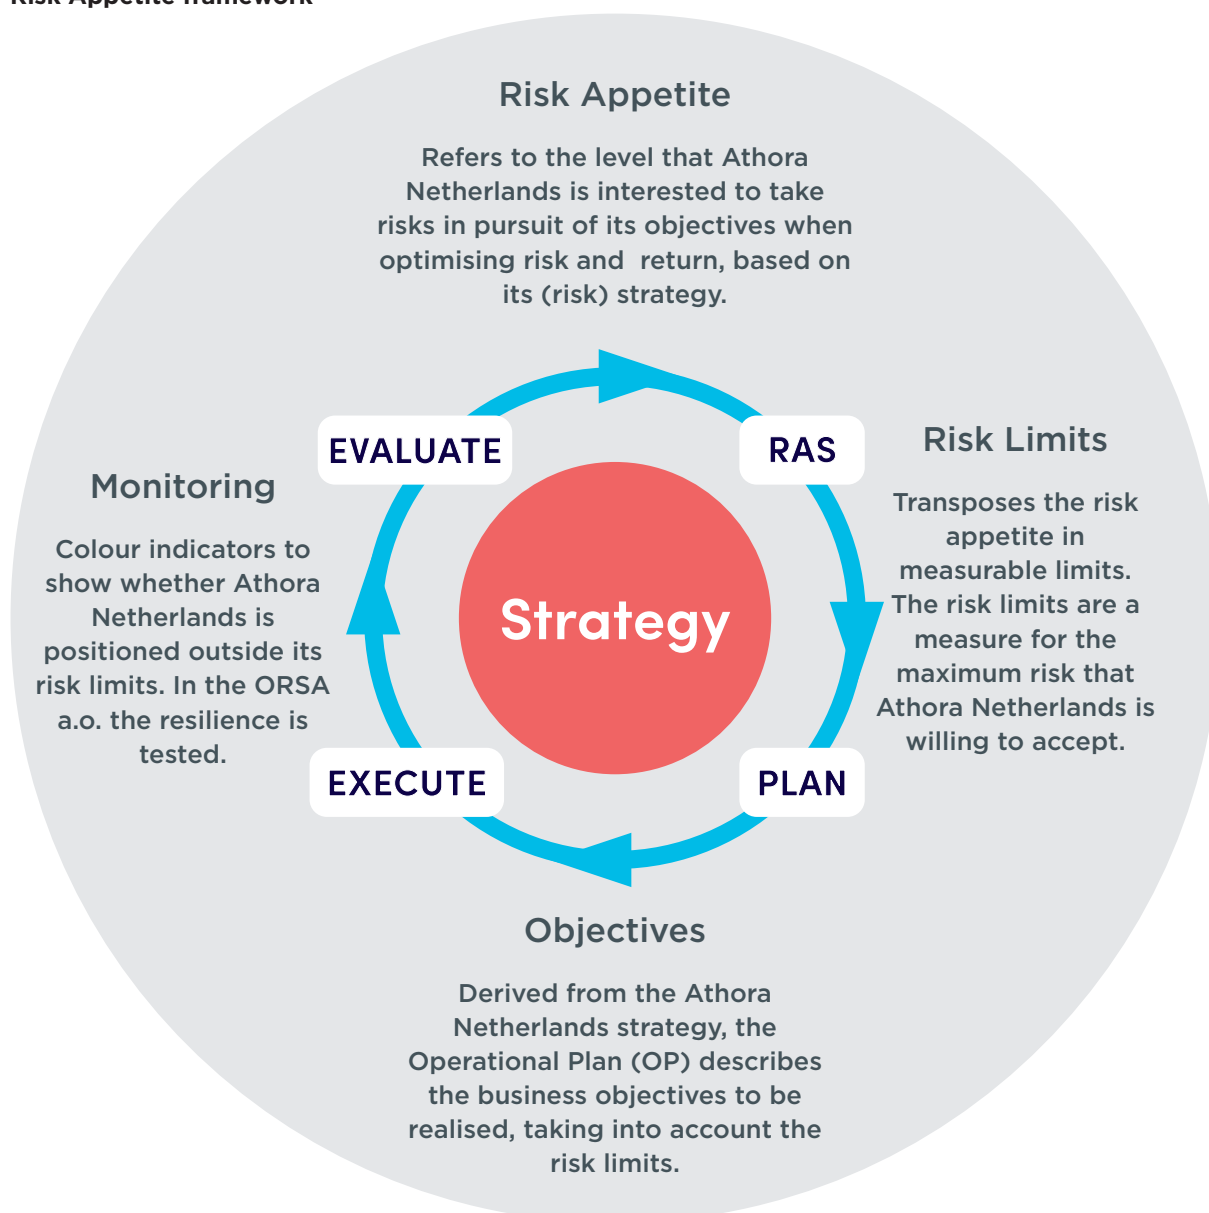 Risk Appetite framework
Risk Appetite
Refers to the level that Athora
Netherlands is interested to take
risks in pursuit of its objectives when
optimising risk and return, based on
its (risk) strategy.
EVALUATE
RAS
Risk Limits
Transposes the risk
appetite in
measurable limits.
The risk limits are a
measure for the
maximum risk that
Athora Netherlands is
willing to accept.
Monitoring
Colour indicators to
show whether Athora
Netherlands is
positioned outside its
risk limits. In the ORSA
a.o. the resilience is
tested.
Strategy
EXECUTE
PLAN
Objectives
Derived from the Athora
Netherlands strategy, the
Operational Plan (OP) describes
the business objectives to be
realised, taking into account the
risk limits.